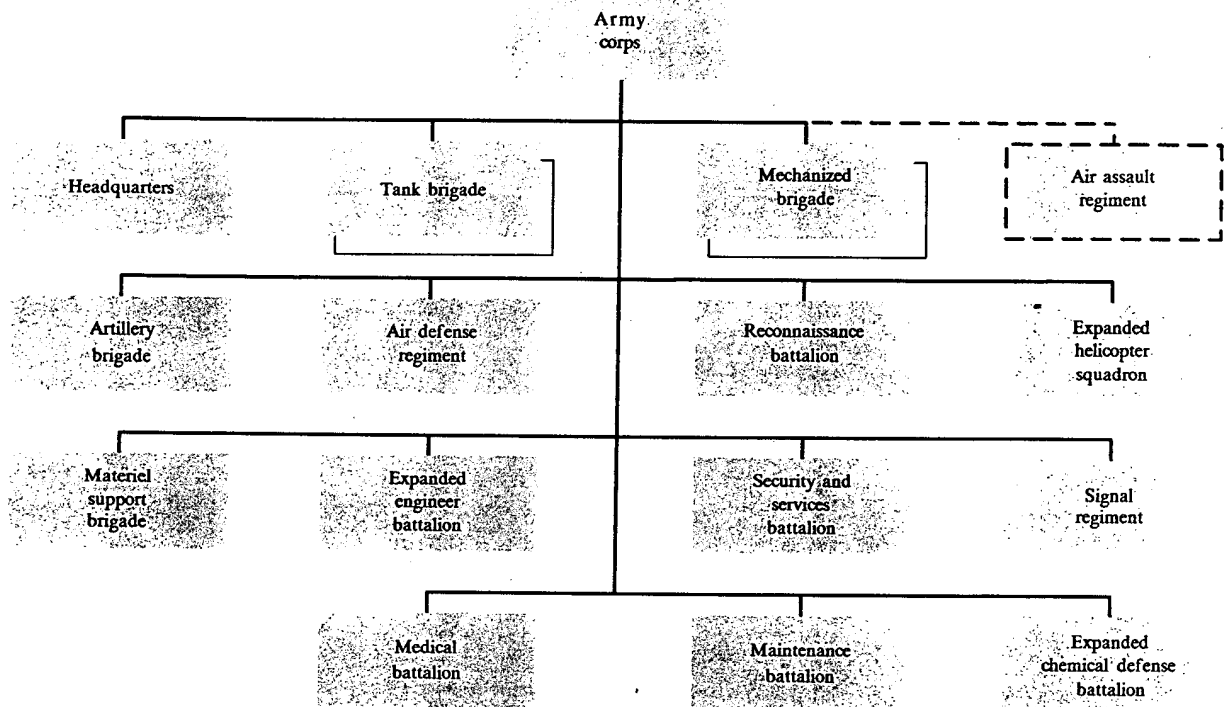 Army
corps
Headquarters
Tank brigade
Mechanized
brigade
Air assault
regiment
Artillery
brigade
Air defense
regiment
Reconnaissance
battalion
Expanded
helicopter
squadron
Materiel
support
brigade
Expanded
engineer
battalion
Security and
services
battalion
Signal
regiment
Medical
battalion
Maintenance
battalion
Expanded
chemical defense
battalion